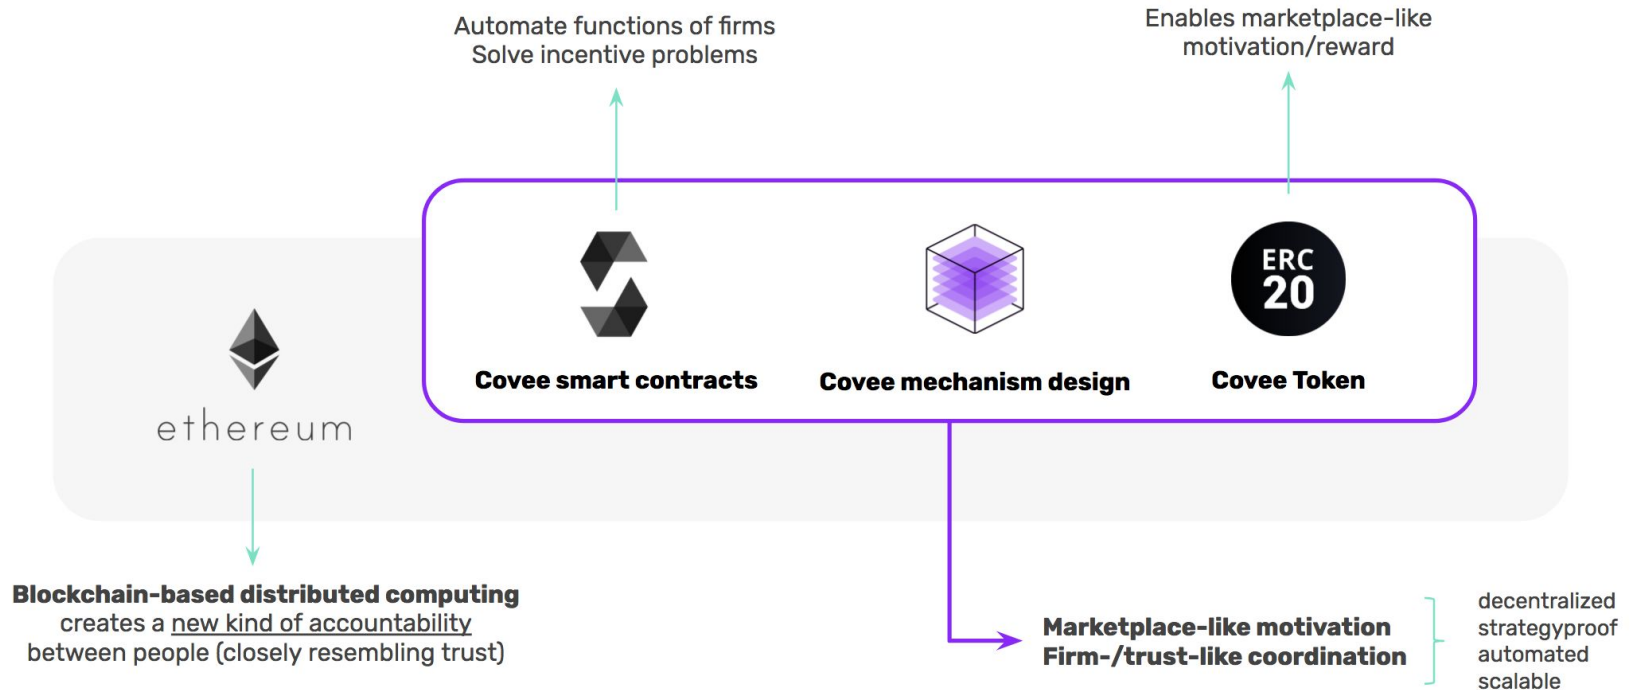 Automate functions of firms
Solve incentive problems
Enables marketplace-like
motivation/reward
ERC
20
Covee smart contracts
Covee mechanism design
Covee Token
ethereum
Blockchain-based distributed computing
creates a new kind of accountability
between people (closely resembling trust)
Marketplace-like motivation
Firm-/trust-like coordination
decentralized
strategyproof
automated
scalable